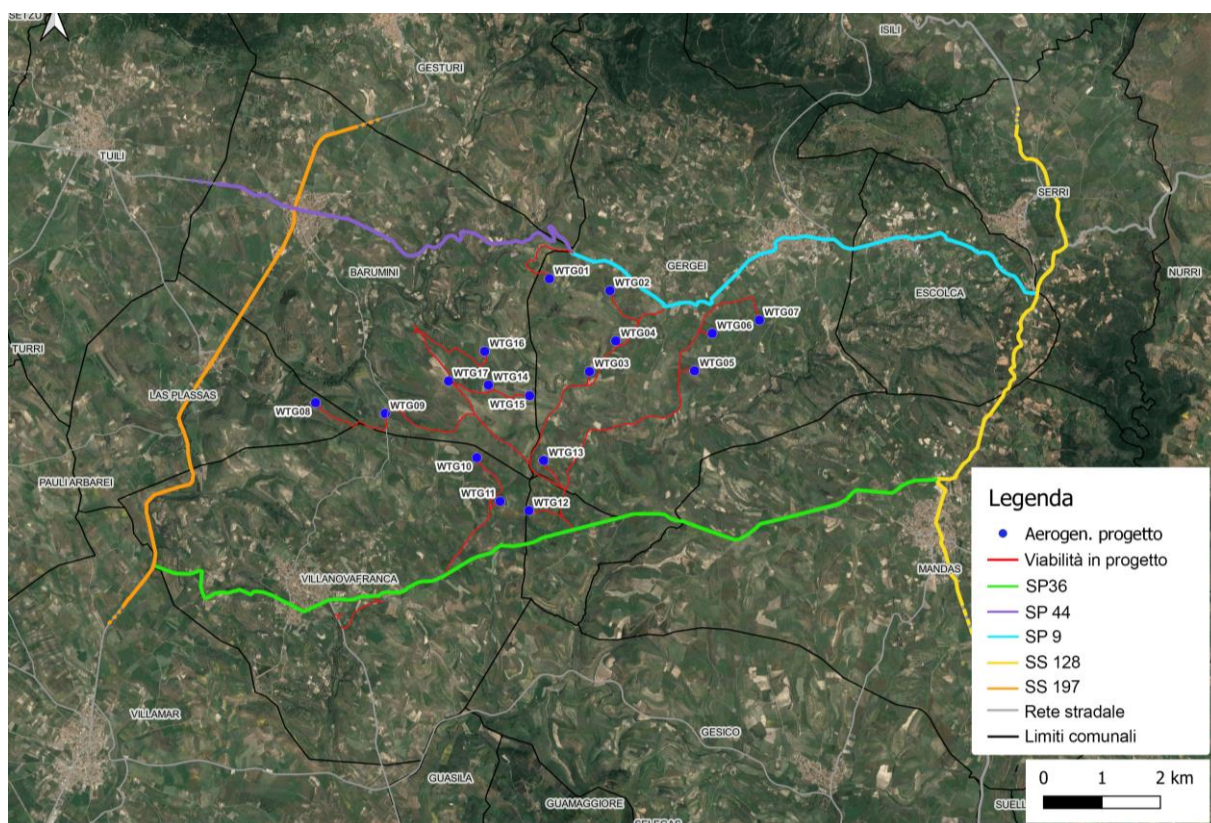 SETZU
ISILI
GESTURI
TUILI
SERRI
GERGEI
BARUMINI
NURRI
WTG01
WTG02
ESCOLCA
WTG07
WTG06
WTG04
TURRI
WTG16
WTG03
WTG05
WTG17
WTG14
LAS PLASSAS
WTG15
WTG08
WTG09
WTG13
WTG10
PAULI ARBAREI
WTG11
WTG12
MANDAS
VILLANOVAFRANCA
VILLAMAR
GESICO
GUASILA
GUAMAGGIORE
SELEGAS
SUELL
Legenda
Aerogen. progetto
Viabilità in progetto
SP36
SP 44
SP 9
SS 128
SS 197
Rete stradale
Limiti comunali
0 1 2 km